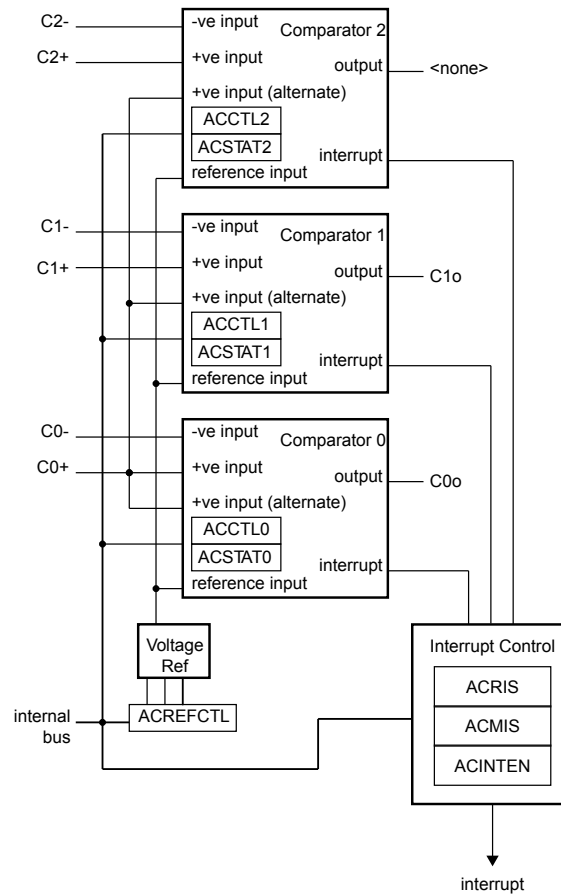 C2-
-ve input
Comparator 2
C2+
+ve input
output
<none>
+ve input (alternate)
ACCTL2
ACSTAT2
interrupt
reference input
C1-
-ve input
Comparator 1
C1+
+ve input
output
C1o
+ve input (alternate)
ACCTL1
ACSTAT1
interrupt
reference input
C0-
-ve input
Comparator 0
C0+
+ve input
output
C0o
+ve input (alternate)
ACCTL0
ACSTAT0
interrupt
reference input
Voltage
Ref
ACREFCTL
internal
bus
Interrupt Control
ACRIS
ACMIS
ACINTEN
interrupt